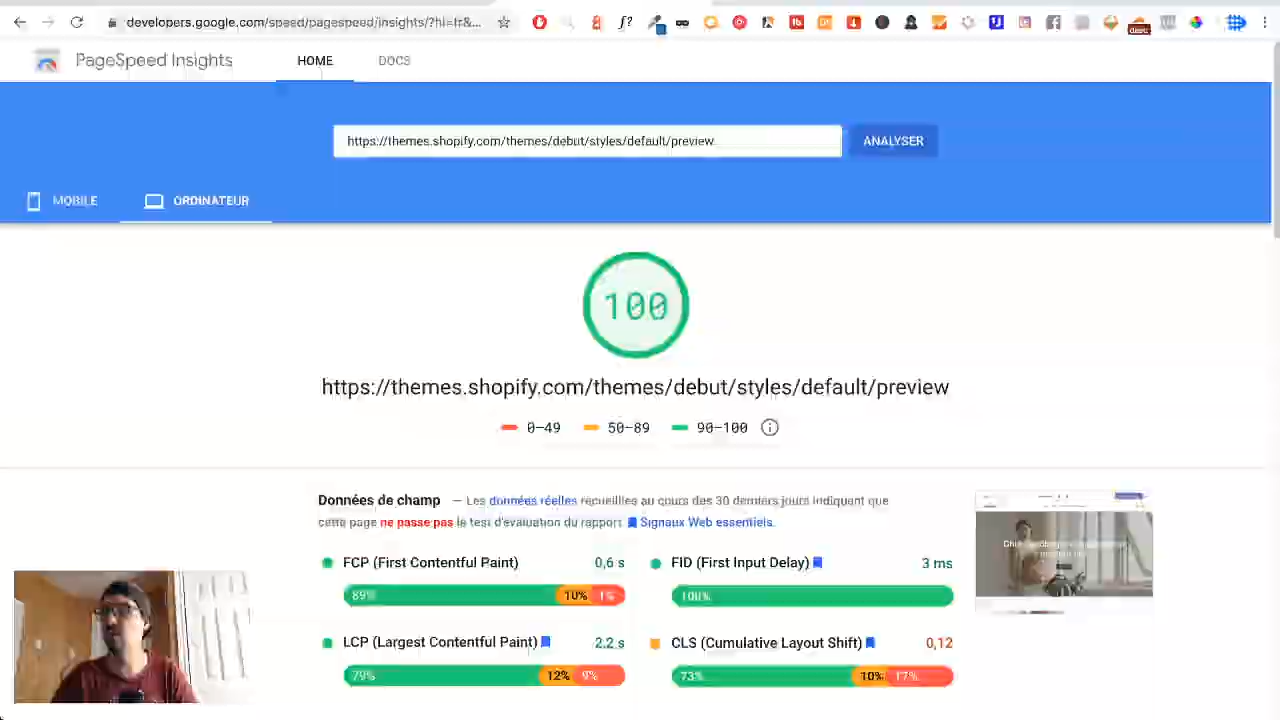 developers.google.com/speed/pagespeed/insights/?hl=fr&...
PageSpeed Insights
HOME
DOCS
https://themes.shopify.com/themes/debut/styles/default/preview
ANALYSER
MOBILE
ORDINATEUR
100
https://themes.shopify.com/themes/debut/styles/default/preview
0–49
50–89
90–100
Données de champ — Les données réelles recueillies au cours des 30 derniers jours indiquent que
cette page ne passe pas le test d'évaluation du rapport Signaux Web essentiels.
FCP (First Contentful Paint) 0,6 s
89% 10% 1%
FID (First Input Delay) 3 ms
100%
LCP (Largest Contentful Paint) 2,2 s
79% 12% 9%
CLS (Cumulative Layout Shift) 0,12
73% 10% 17%